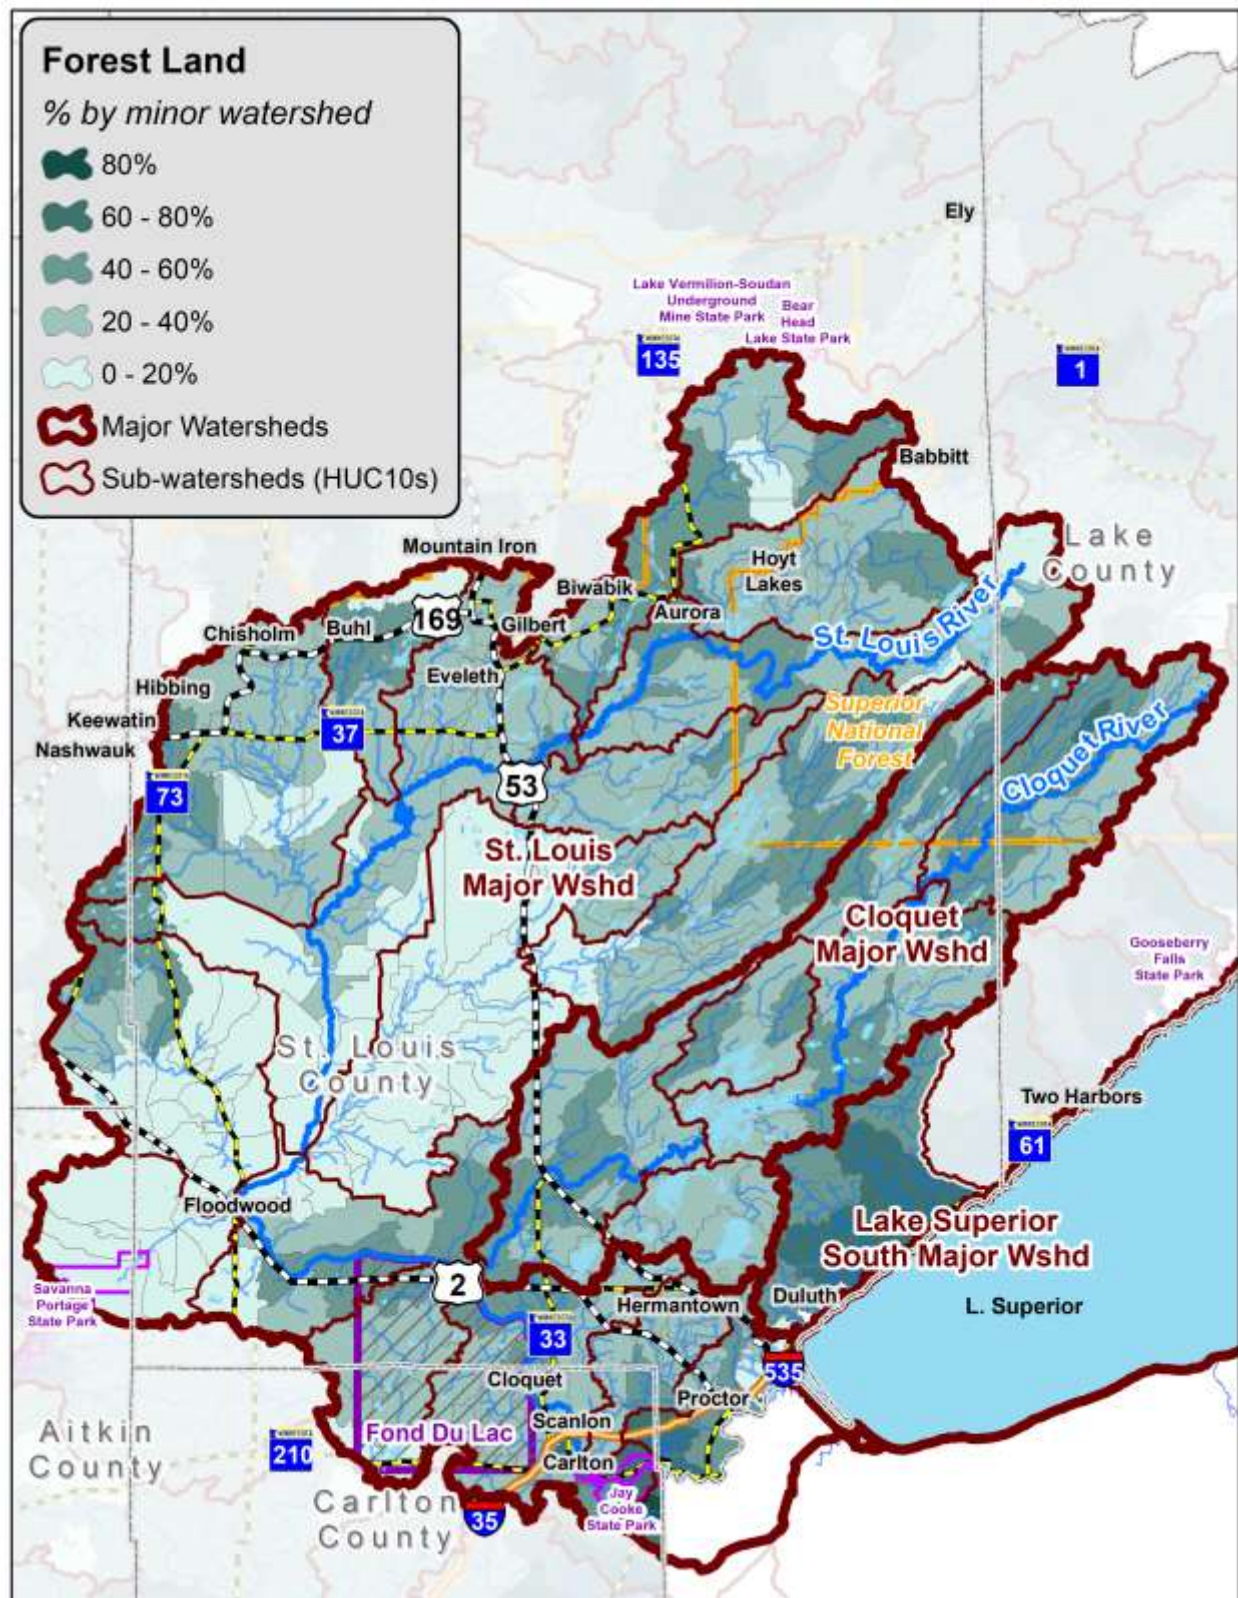 Forest Land
% by minor watershed
80%
60 - 80%
40 - 60%
20 - 40%
0 - 20%
Major Watersheds
Sub-watersheds (HUC10s)
Ely
Lake Vermilion-Soudan
Underground
Mine State Park
Bear
Head
Lake State Park
135
1
Babbitt
Lake
County
Mountain Iron
Hoyt
Lakes
Biwabik
Aurora
169
Gilbert
Chisholm
Buhl
St. Louis River
Eveleth
Hibbing
Keewatin
Nashwauk
37
Superior
National
Forest
Cloquet River
73
53
St. Louis
Major Wshd
Cloquet
Major Wshd
Gooseberry
Falls
State Park
St. Louis
County
Two Harbors
61
Floodwood
Lake Superior
South Major Wshd
Savanna
Portage
State Park
2
Hermantown
Duluth
L. Superior
33
535
Cloquet
Proctor
Scanlon
Fond Du Lac
Carlton
Aitkin
County
210
Carlton
County
35
Jay
Cooke
State Park